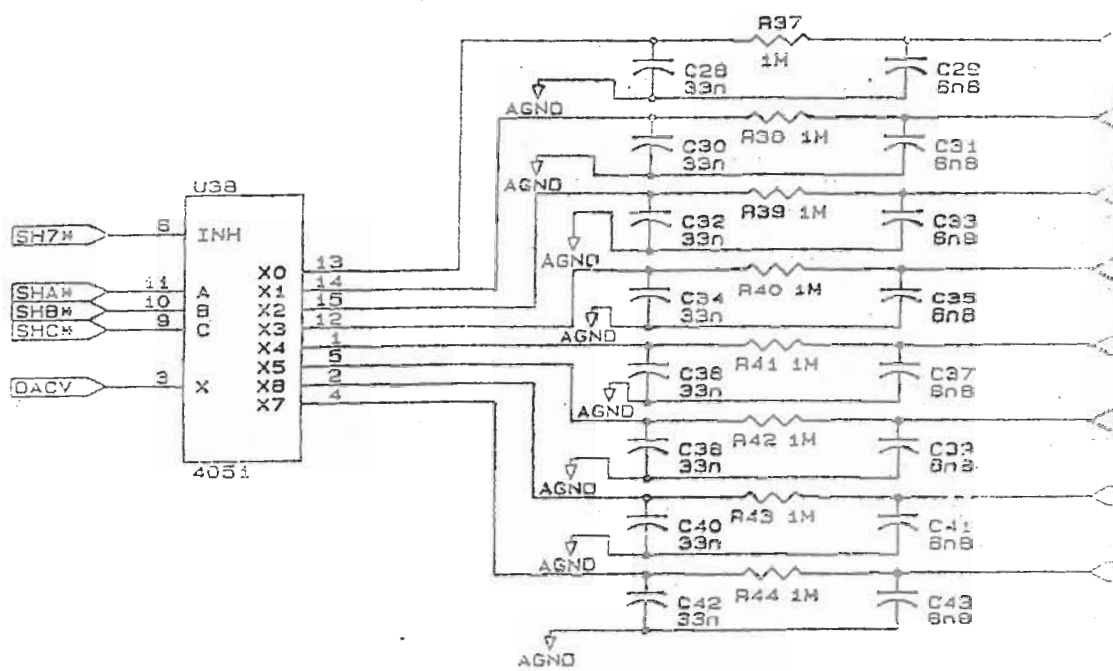 R37
1M
C28
33n
C29
6n8
AGND
R38 1M
C30
33n
C31
6n8
AGND
R39 1M
C32
33n
C33
6n8
AGND
R40 1M
C34
33n
C35
6n8
AGND
R41 1M
C36
33n
C37
6n8
AGND
R42 1M
C38
33n
C39
6n8
AGND
R43 1M
C40
33n
C41
6n8
AGND
R44 1M
C42
33n
C43
6n8
AGND
U38
SH7* 6 INH
X0 13
X1 14
SHA* 11 A
X2 15
SHB* 10 B
X3 12
SHC* 9 C
X4 1
X5 5
DACV 3 X
X6 2
X7 4
4051